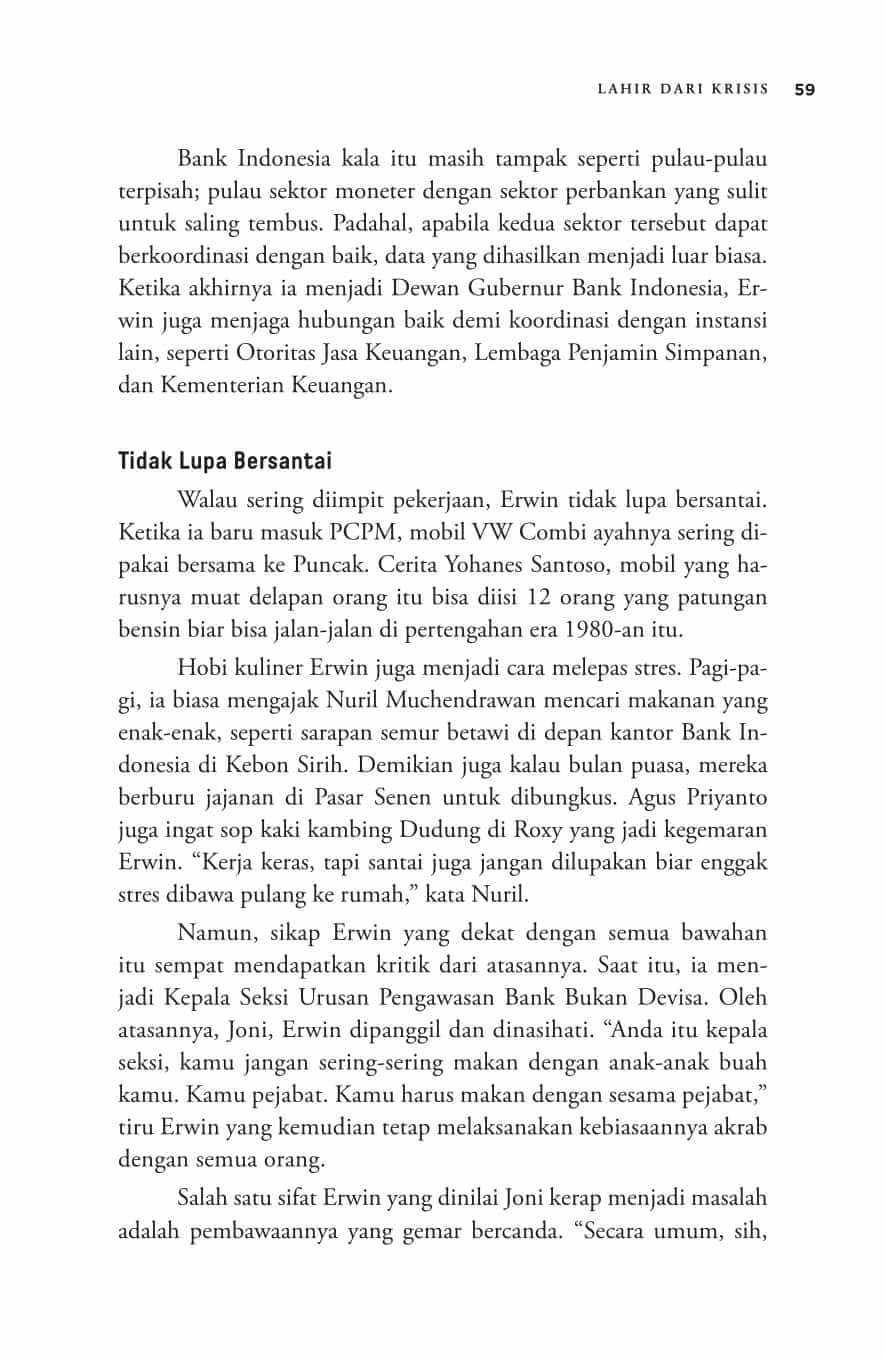 LAHIR DARI KRISIS 59
Bank Indonesia kala itu masih tampak seperti pulau-pulau
terpisah; pulau sektor moneter dengan sektor perbankan yang sulit
untuk saling tembus. Padahal, apabila kedua sektor tersebut dapat
berkoordinasi dengan baik, data yang dihasilkan menjadi luar biasa.
Ketika akhirnya ia menjadi Dewan Gubernur Bank Indonesia, Er-
win juga menjaga hubungan baik demi koordinasi dengan instansi
lain, seperti Otoritas Jasa Keuangan, Lembaga Penjamin Simpanan,
dan Kementerian Keuangan.
Tidak Lupa Bersantai
Walau sering diimpit pekerjaan, Erwin tidak lupa bersantai.
Ketika ia baru masuk PCPM, mobil VW Combi ayahnya sering di-
pakai bersama ke Puncak. Cerita Yohanes Santoso, mobil yang ha-
rusnya muat delapan orang itu bisa diisi 12 orang yang patungan
bensin biar bisa jalan-jalan di pertengahan era 1980-an itu.
Hobi kuliner Erwin juga menjadi cara melepas stres. Pagi-pa-
gi, ia biasa mengajak Nuril Muchendrawan mencari makanan yang
enak-enak, seperti sarapan semur betawi di depan kantor Bank In-
donesia di Kebon Sirih. Demikian juga kalau bulan puasa, mereka
berburu jajanan di Pasar Senen untuk dibungkus. Agus Priyanto
juga ingat sop kaki kambing Dudung di Roxy yang jadi kegemaran
Erwin. “Kerja keras, tapi santai juga jangan dilupakan biar enggak
stres dibawa pulang ke rumah,” kata Nuril.
Namun, sikap Erwin yang dekat dengan semua bawahan
itu sempat mendapatkan kritik dari atasannya. Saat itu, ia men-
jadi Kepala Seksi Urusan Pengawasan Bank Bukan Devisa. Oleh
atasannya, Joni, Erwin dipanggil dan dinasihati. “Anda itu kepala
seksi, kamu jangan sering-sering makan dengan anak-anak buah
kamu. Kamu pejabat. Kamu harus makan dengan sesama pejabat,”
tiru Erwin yang kemudian tetap melaksanakan kebiasaannya akrab
dengan semua orang.
Salah satu sifat Erwin yang dinilai Joni kerap menjadi masalah
adalah pembawaannya yang gemar bercanda. “Secara umum, sih,